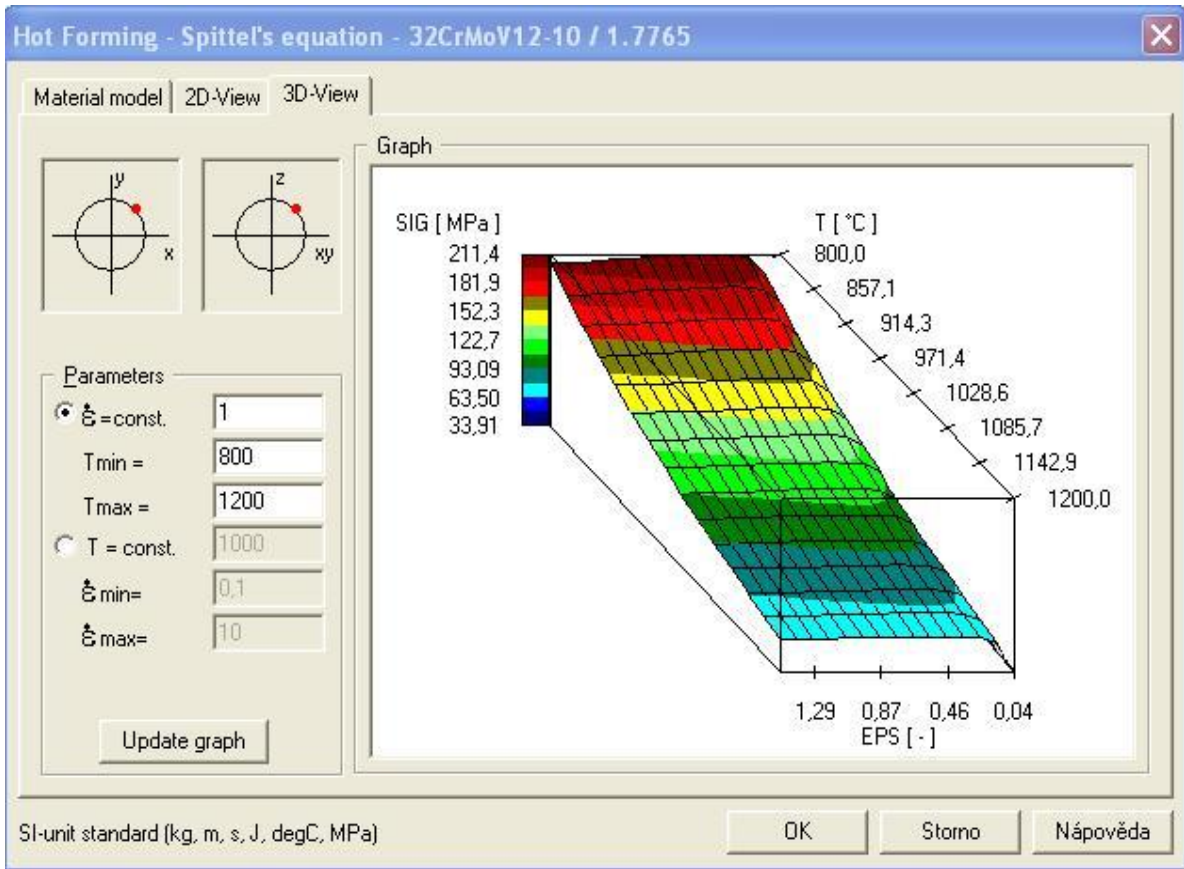 Hot Forming - Spittel's equation - 32CrMoV12-10 / 1.7765
Material model 2D-View 3D-View
y
x
z
xy
Graph
SIG [ MPa ]
211,4
181,9
152,3
122,7
93,09
63,50
33,91
T [ °C ]
800,0
857,1
914,3
971,4
1028,6
1085,7
1142,9
1200,0
1,29 0,87 0,46 0,04
EPS [ - ]
Parameters
ε̇ =const. 1
Tmin = 800
Tmax = 1200
T = const. 1000
ε̇ min= 0,1
ε̇ max= 10
Update graph
SI-unit standard (kg, m, s, J, degC, MPa)
OK Storno Nápověda